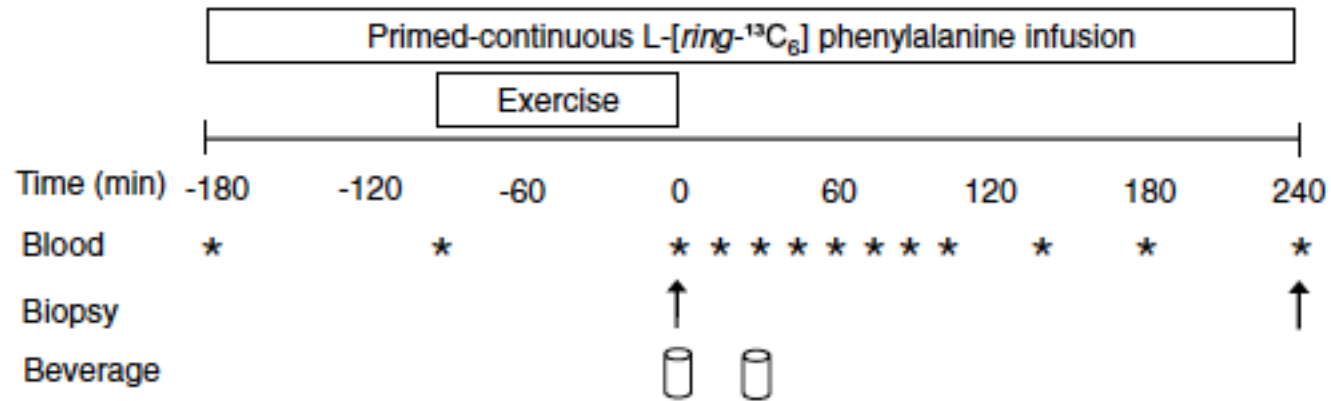 Primed-continuous L-[ring-¹³C₆] phenylalanine infusion
Exercise
Time (min) -180 -120 -60 0 60 120 180 240
Blood * * * * * * * * * * * * *
Biopsy
Beverage